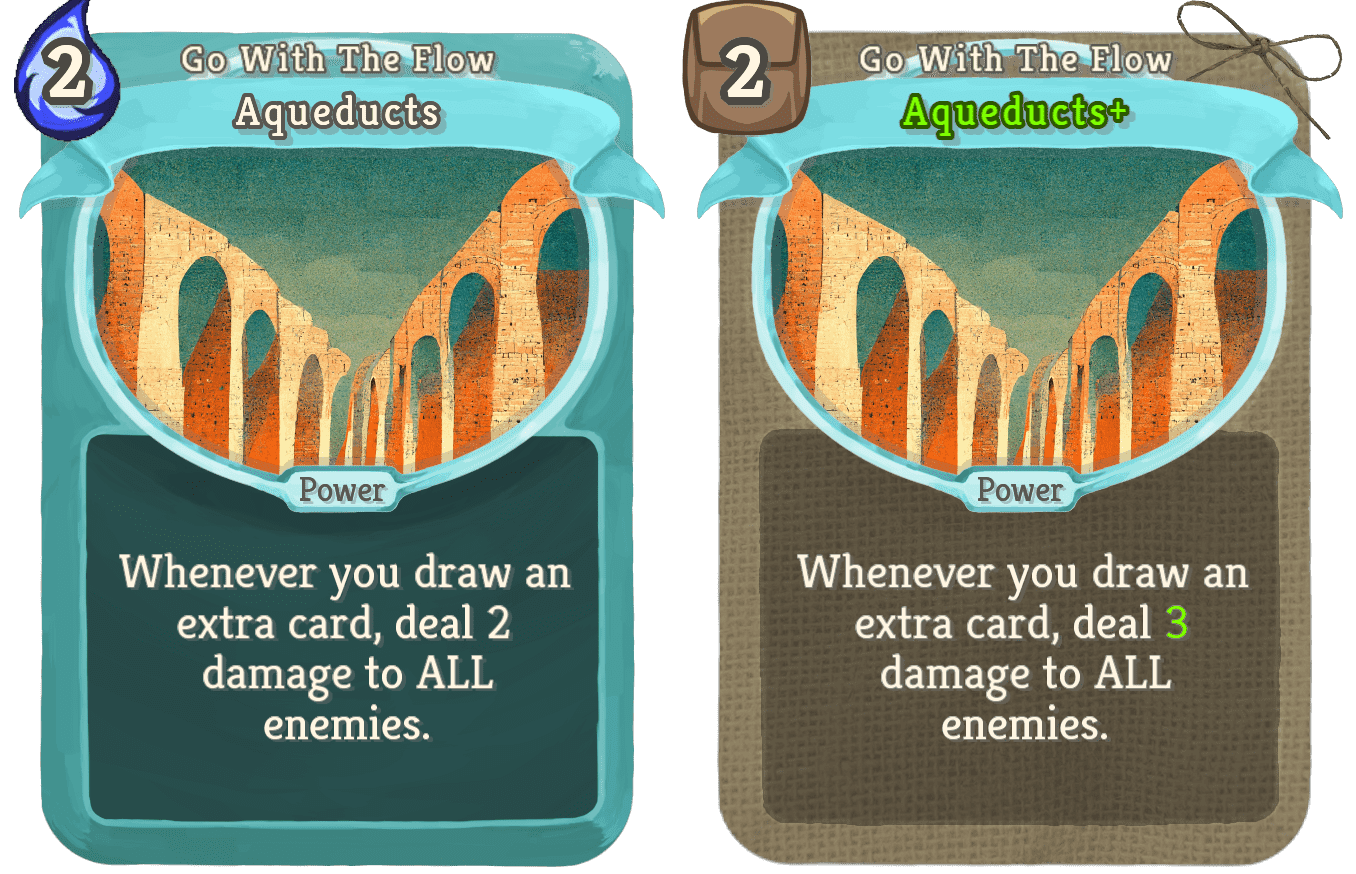 2
Go With The Flow
Aqueducts
Power
Whenever you draw an
extra card, deal 2
damage to ALL
enemies.
2
Go With The Flow
Aqueducts+
Power
Whenever you draw an
extra card, deal 3
damage to ALL
enemies.